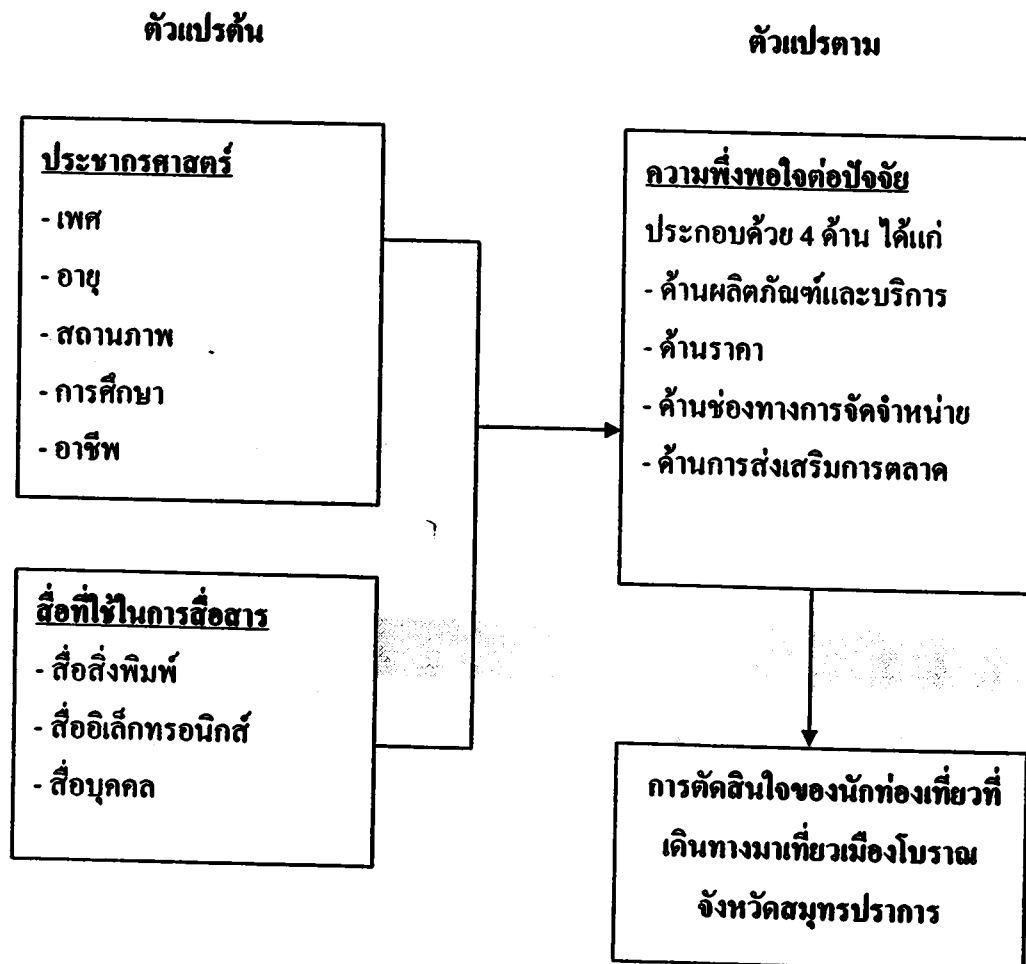 ตัวแปรต้น
ตัวแปรตาม
ประชากรศาสตร์
- เพศ
- อายุ
- สถานภาพ
- การศึกษา
- อาชีพ
สื่อที่ใช้ในการสื่อสาร
- สื่อสิ่งพิมพ์
- สื่ออิเล็กทรอนิกส์
- สื่อบุคคล
ความพึ่งพอใจต่อปัจจัย
ประกอบด้วย 4 ด้าน ได้แก่
- ด้านผลิตภัณฑ์และบริการ
- ด้านราคา
- ด้านช่องทางการจัดจำหน่าย
- ด้านการส่งเสริมการตลาด
การตัดสินใจของนักท่องเที่ยวที่
เดินทางมาเที่ยวเมืองโบราณ
จังหวัดสมุทรปราการ